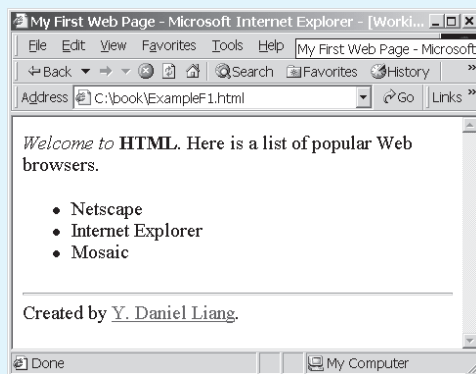 My First Web Page - Microsoft Internet Explorer - [Worki...
File Edit View Favorites Tools Help
My First Web Page - Microsoft
Back Search Favorites History »
Address C:\book\ExampleF1.html Go Links »
Welcome to HTML. Here is a list of popular Web
browsers.
• Netscape
• Internet Explorer
• Mosaic
Created by Y. Daniel Liang.
Done My Computer